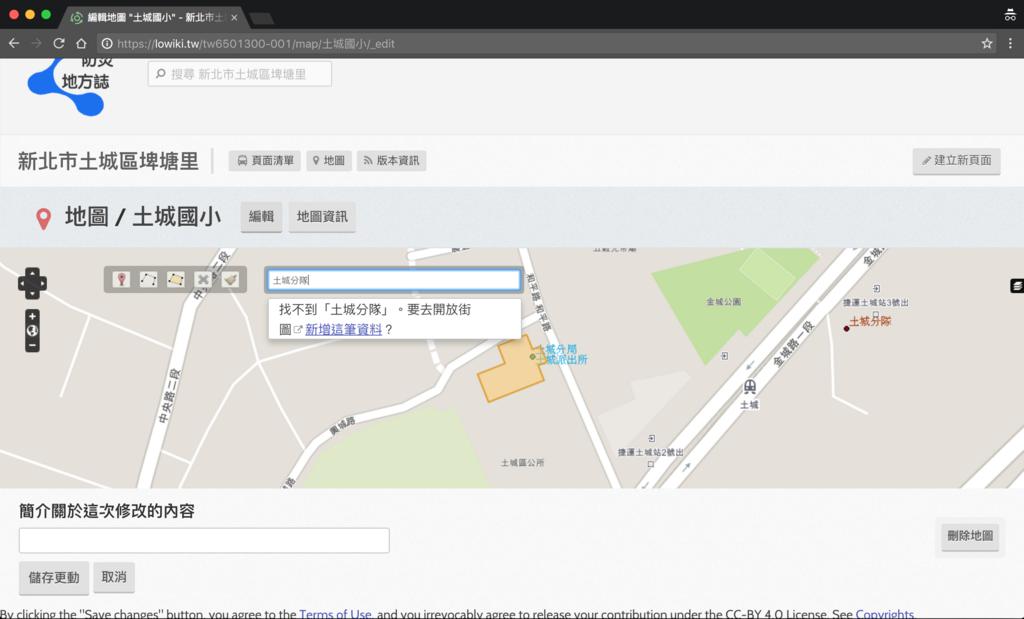 編輯地圖 "土城國小" - 新北市土
https://lowiki.tw/tw6501300-001/map/土城國小/_edit
防災
地方誌
搜尋 新北市土城區埤塘里
新北市土城區埤塘里
頁面清單
地圖
版本資訊
建立新頁面
地圖 / 土城國小
編輯
地圖資訊
土城分隊
找不到「土城分隊」。要去開放街
圖 新增這筆資料？
中央路二段
中央路二段
和平路 和平路
金城公園
金城
捷運土城站3號出
土城分隊
金城路一段
土城分局
土城派出所
土城
捷運土城站2號出
土城區公所
簡介關於這次修改的內容
刪除地圖
儲存更動
取消
By clicking the "Save changes" button, you agree to the Terms of Use, and you irrevocably agree to release your contribution under the CC-BY 4.0 License. See Copyrights.